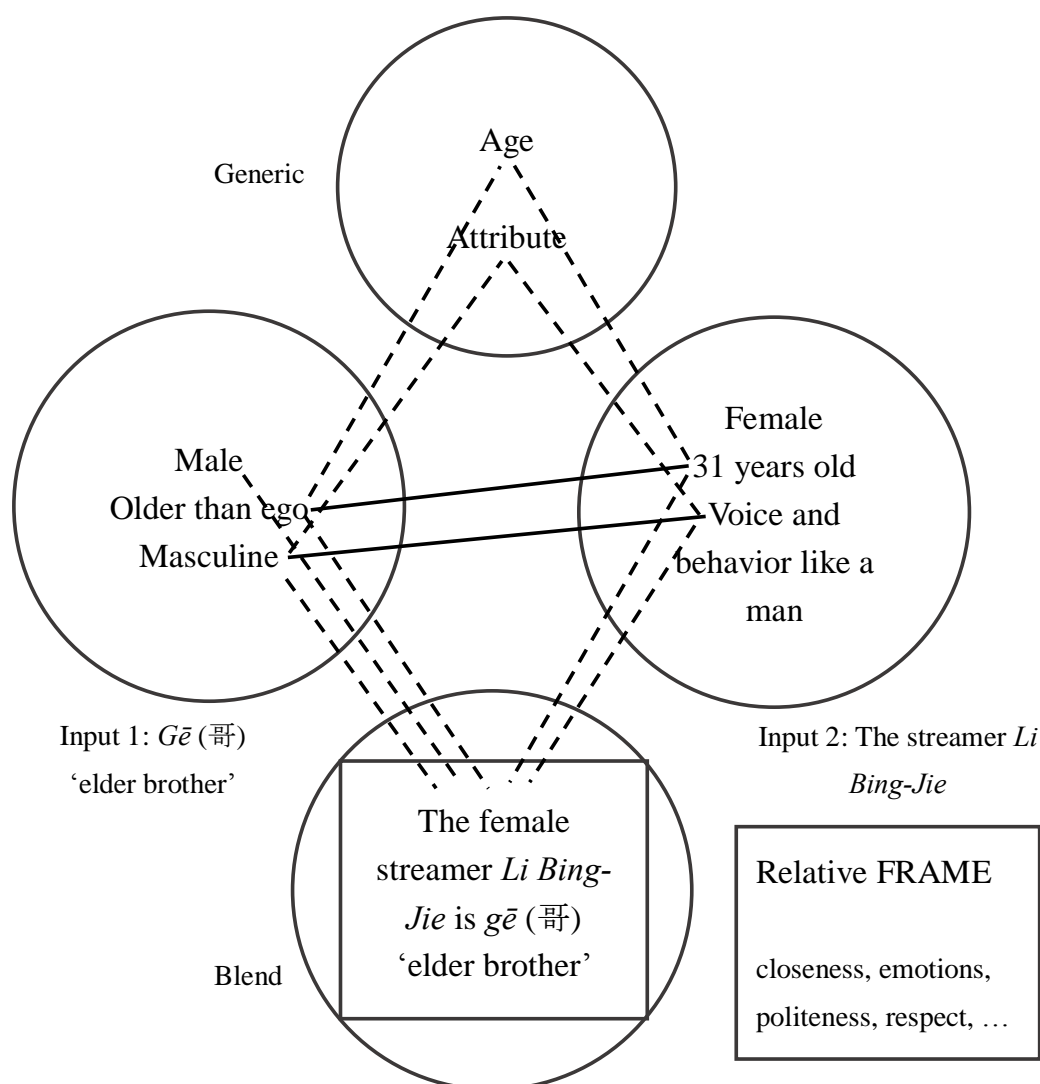 Age
Generic
Attribute
Male
Older than ego
Masculine
Female
31 years old
Voice and
behavior like a
man
Input 1: Gē (哥)
‘elder brother’
Input 2: The streamer Li
Bing-Jie
The female
streamer Li Bing-
Jie is gē (哥)
‘elder brother’
Blend
Relative FRAME
closeness, emotions,
politeness, respect, …